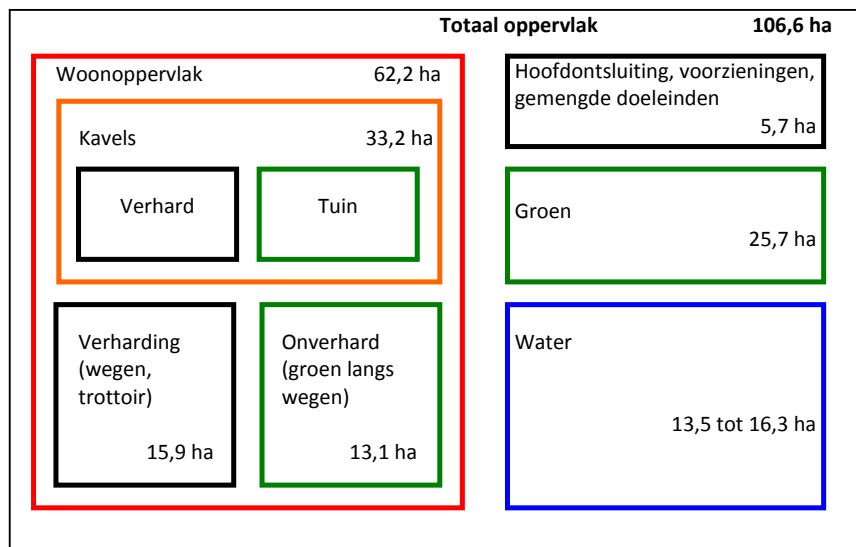 Totaal oppervlak 106,6 ha
Woonoppervlak 62,2 ha
Kavels 33,2 ha
Verhard
Tuin
Verharding
(wegen,
trottoir)
15,9 ha
Onverhard
(groen langs
wegen)
13,1 ha
Hoofdontsluiting, voorzieningen,
gemengde doeleinden
5,7 ha
Groen
25,7 ha
Water
13,5 tot 16,3 ha